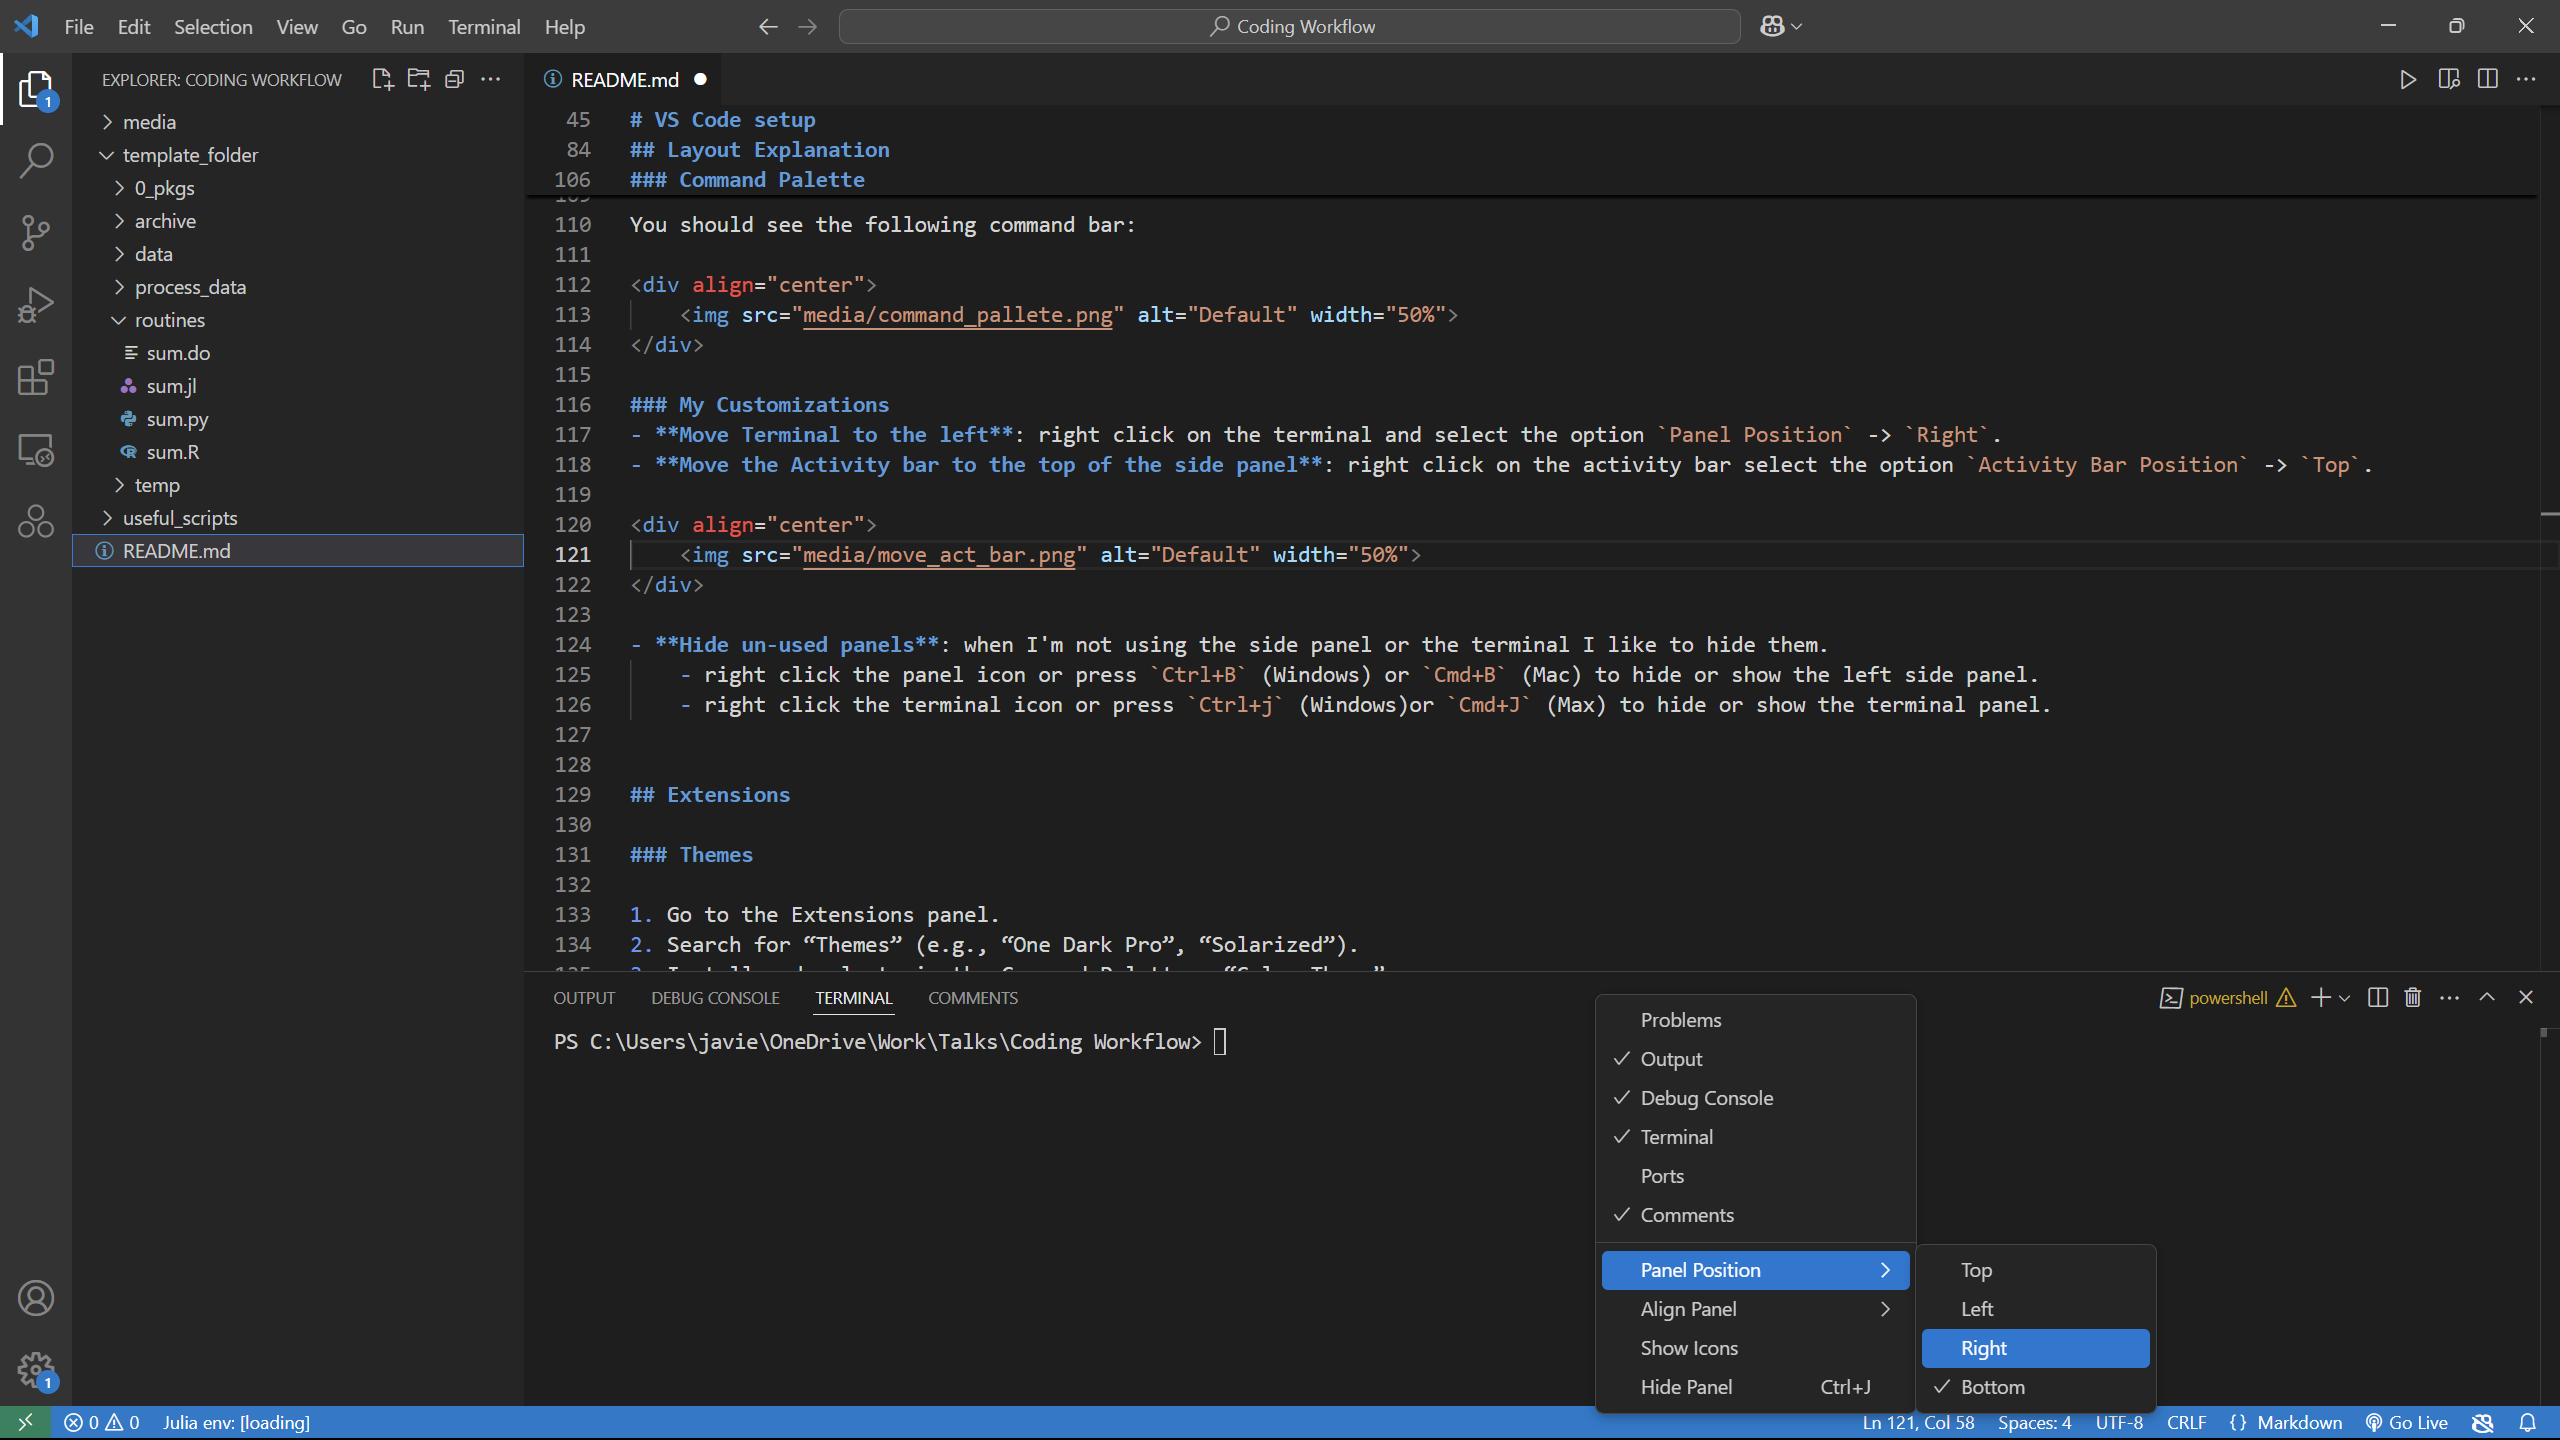 File Edit Selection View Go Run Terminal Help
Coding Workflow
EXPLORER: CODING WORKFLOW
media
template_folder
0_pkgs
archive
data
process_data
routines
sum.do
sum.jl
sum.py
sum.R
temp
useful_scripts
README.md
1
1
README.md
45 # VS Code setup
84 ## Layout Explanation
106 ### Command Palette
110 You should see the following command bar:
111
112 <div align="center">
113 <img src="media/command_pallete.png" alt="Default" width="50%">
114 </div>
115
116 ### My Customizations
117 - **Move Terminal to the left**: right click on the terminal and select the option `Panel Position` -> `Right`.
118 - **Move the Activity bar to the top of the side panel**: right click on the activity bar select the option `Activity Bar Position` -> `Top`.
119
120 <div align="center">
121 <img src="media/move_act_bar.png" alt="Default" width="50%">
122 </div>
123
124 - **Hide un-used panels**: when I'm not using the side panel or the terminal I like to hide them.
125 - right click the panel icon or press `Ctrl+B` (Windows) or `Cmd+B` (Mac) to hide or show the left side panel.
126 - right click the terminal icon or press `Ctrl+j` (Windows)or `Cmd+J` (Max) to hide or show the terminal panel.
127
128
129 ## Extensions
130
131 ### Themes
132
133 1. Go to the Extensions panel.
134 2. Search for “Themes” (e.g., “One Dark Pro”, “Solarized”).
OUTPUT DEBUG CONSOLE TERMINAL COMMENTS
powershell
PS C:\Users\javie\OneDrive\Work\Talks\Coding Workflow>
Problems
Output
Debug Console
Terminal
Ports
Comments
Panel Position
Align Panel
Show Icons
Hide Panel Ctrl+J
Top
Left
Right
Bottom
0 0 Julia env: [loading]
Ln 121, Col 58 Spaces: 4 UTF-8 CRLF {} Markdown Go Live